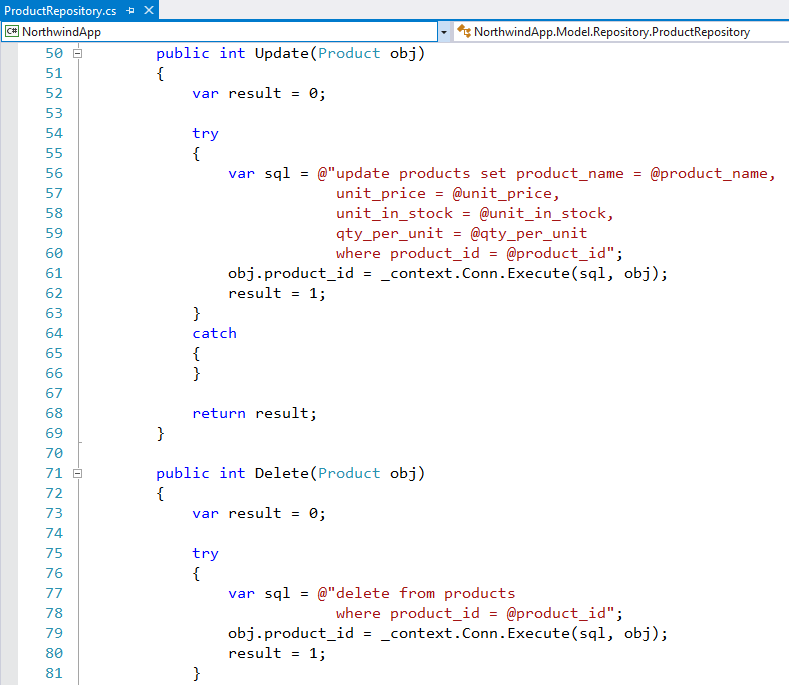 ProductRepository.cs
C# NorthwindApp NorthwindApp.Model.Repository.ProductRepository
50 public int Update(Product obj)
51 {
52 var result = 0;
53
54 try
55 {
56 var sql = @"update products set product_name = @product_name,
57 unit_price = @unit_price,
58 unit_in_stock = @unit_in_stock,
59 qty_per_unit = @qty_per_unit
60 where product_id = @product_id";
61 obj.product_id = _context.Conn.Execute(sql, obj);
62 result = 1;
63 }
64 catch
65 {
66 }
67
68 return result;
69 }
70
71 public int Delete(Product obj)
72 {
73 var result = 0;
74
75 try
76 {
77 var sql = @"delete from products
78 where product_id = @product_id";
79 obj.product_id = _context.Conn.Execute(sql, obj);
80 result = 1;
81 }